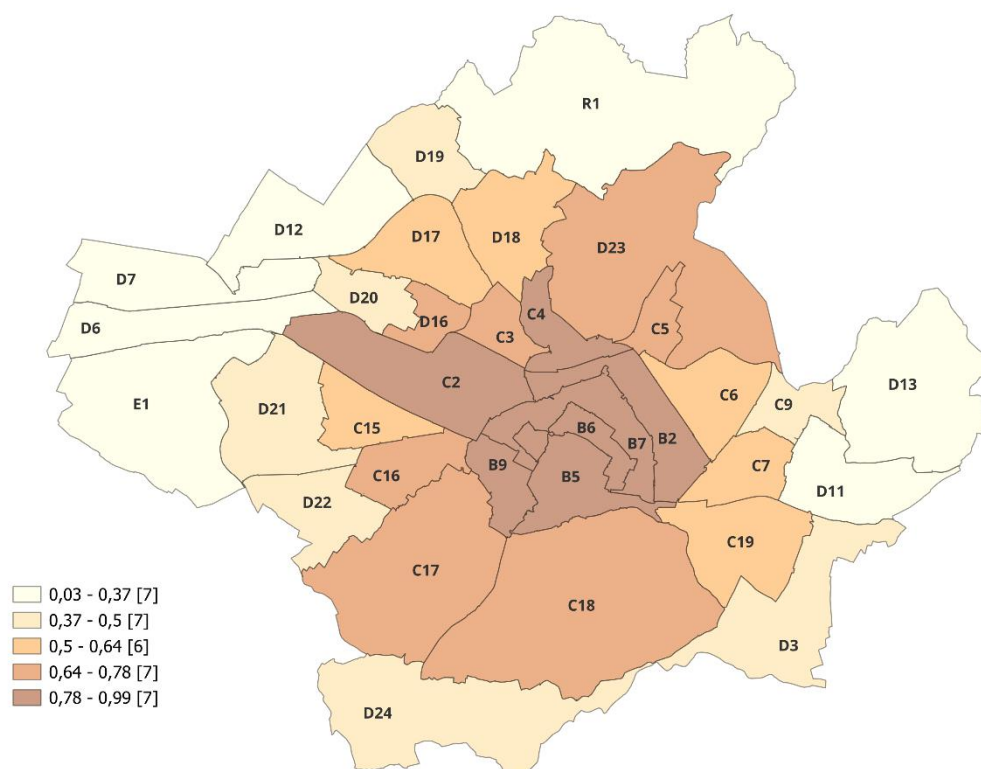 R1
D19
D12
D17
D18
D23
D7
D20
D6
D16
C3
C4
C5
C2
D13
E1
D21
C6
C9
C15
B6
B7
B2
C16
B9
B5
C7
D11
D22
C19
C17
C18
D3
D24
0,03 - 0,37 [7]
0,37 - 0,5 [7]
0,5 - 0,64 [6]
0,64 - 0,78 [7]
0,78 - 0,99 [7]